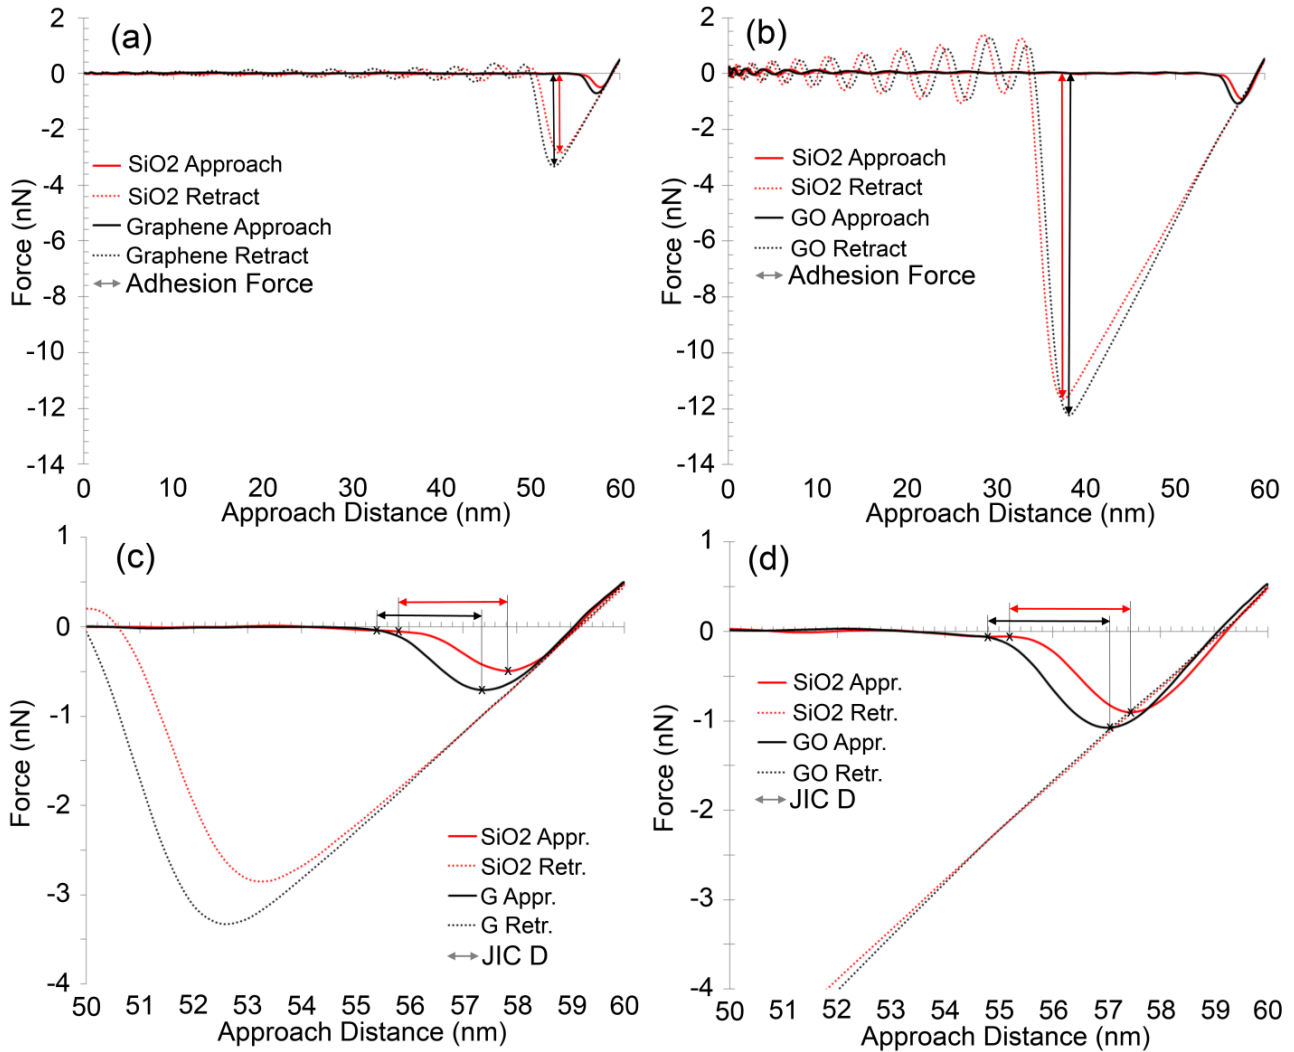 (a)
2
0
-2
-4
-6
-8
-10
-12
-14
Force (nN)
SiO2 Approach
SiO2 Retract
Graphene Approach
Graphene Retract
Adhesion Force
0 10 20 30 40 50 60
Approach Distance (nm)
(b)
2
0
-2
-4
-6
-8
-10
-12
-14
Force (nN)
SiO2 Approach
SiO2 Retract
GO Approach
GO Retract
Adhesion Force
0 10 20 30 40 50 60
Approach Distance (nm)
(c)
1
0
-1
-2
-3
-4
Force (nN)
SiO2 Appr.
SiO2 Retr.
G Appr.
G Retr.
JIC D
50 51 52 53 54 55 56 57 58 59 60
Approach Distance (nm)
(d)
1
0
-1
-2
-3
-4
Force (nN)
SiO2 Appr.
SiO2 Retr.
GO Appr.
GO Retr.
JIC D
50 51 52 53 54 55 56 57 58 59 60
Approach Distance (nm)